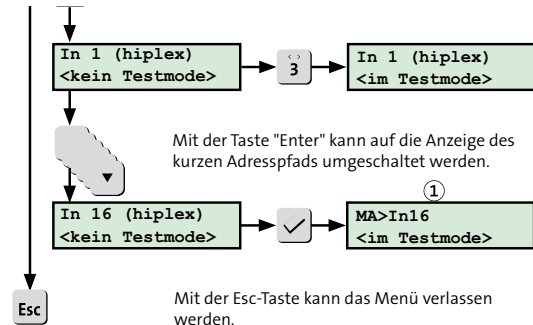 In 1 (hiplex)
<kein Testmode>
3
In 1 (hiplex)
<im Testmode>
Mit der Taste "Enter" kann auf die Anzeige des
kurzen Adresspfads umgeschaltet werden.
1
In 16 (hiplex)
<kein Testmode>
MA>In16
<im Testmode>
Esc
Mit der Esc-Taste kann das Menü verlassen
werden.